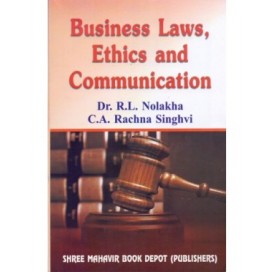 Business Laws,
Ethics and
Communication
Dr. R.L. Nolakha
C.A. Rachna Singhvi
SHREE MAHAVIR BOOK DEPOT (PUBLISHERS)